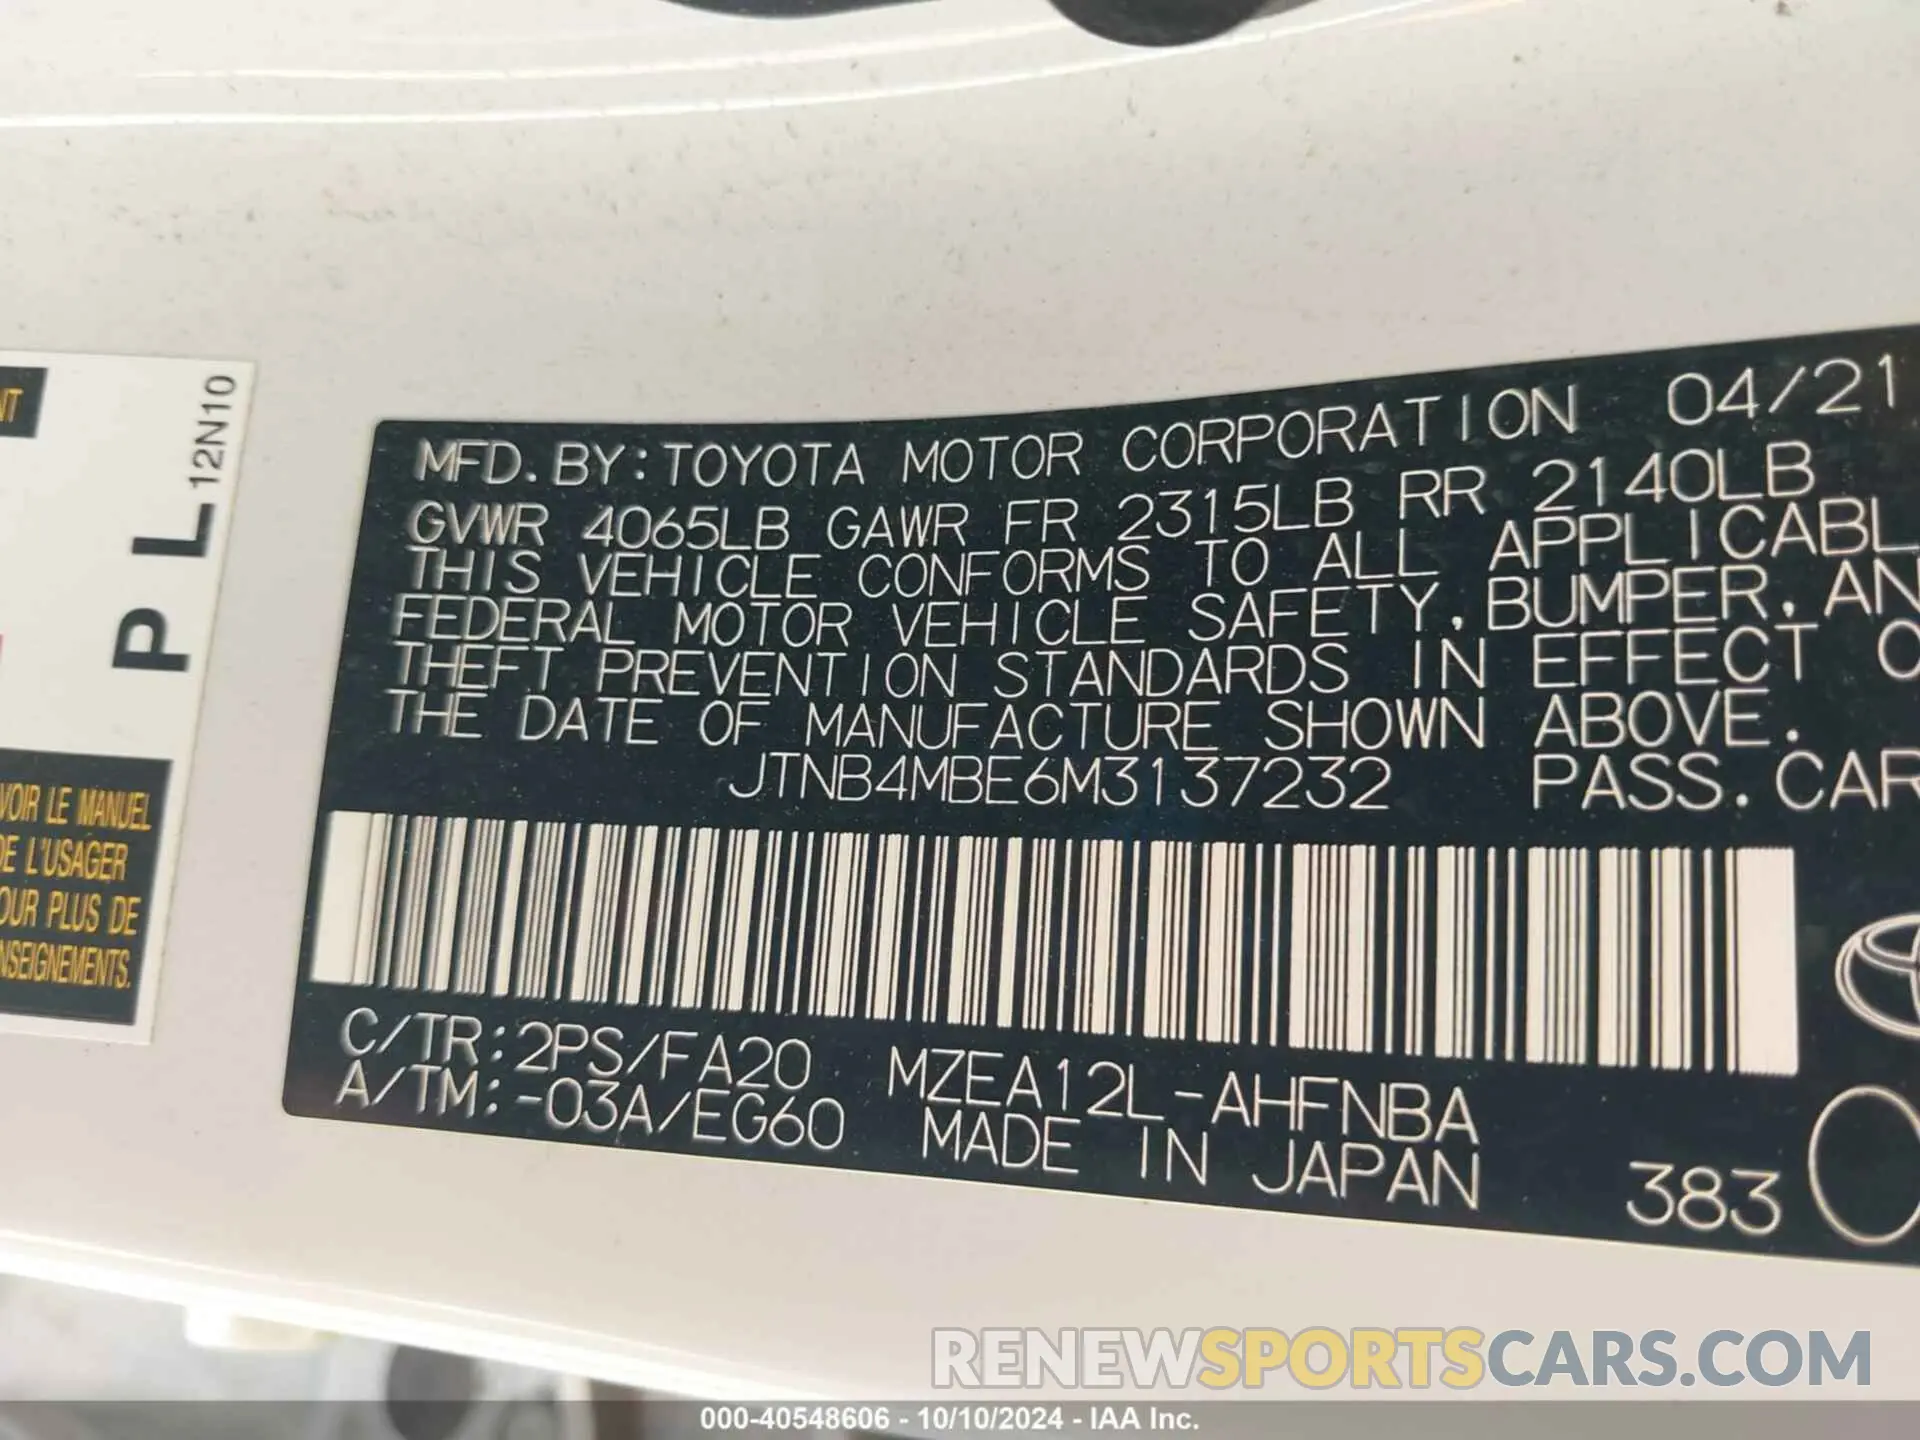 MFD. BY: TOYOTA MOTOR CORPORATION 04/21
GVWR 4065LB GAWR FR 2315LB RR 2140LB
THIS VEHICLE CONFORMS TO ALL APPLICABL
FEDERAL MOTOR VEHICLE SAFETY, BUMPER, AN
THEFT PREVENTION STANDARDS IN EFFECT O
THE DATE OF MANUFACTURE SHOWN ABOVE.
JTNB4MBE6M3137232 PASS. CAR
C/TR: 2PS/FA20 MZEA12L-AHFNBA
A/TM: -03A/EG60 MADE IN JAPAN
383
NT
P L 12N10
VOIR LE MANUEL
DE L'USAGER
OUR PLUS DE
NSEIGNEMENTS.
RENEWSPORTSCARS.COM
000-40548606 - 10/10/2024 - IAA Inc.